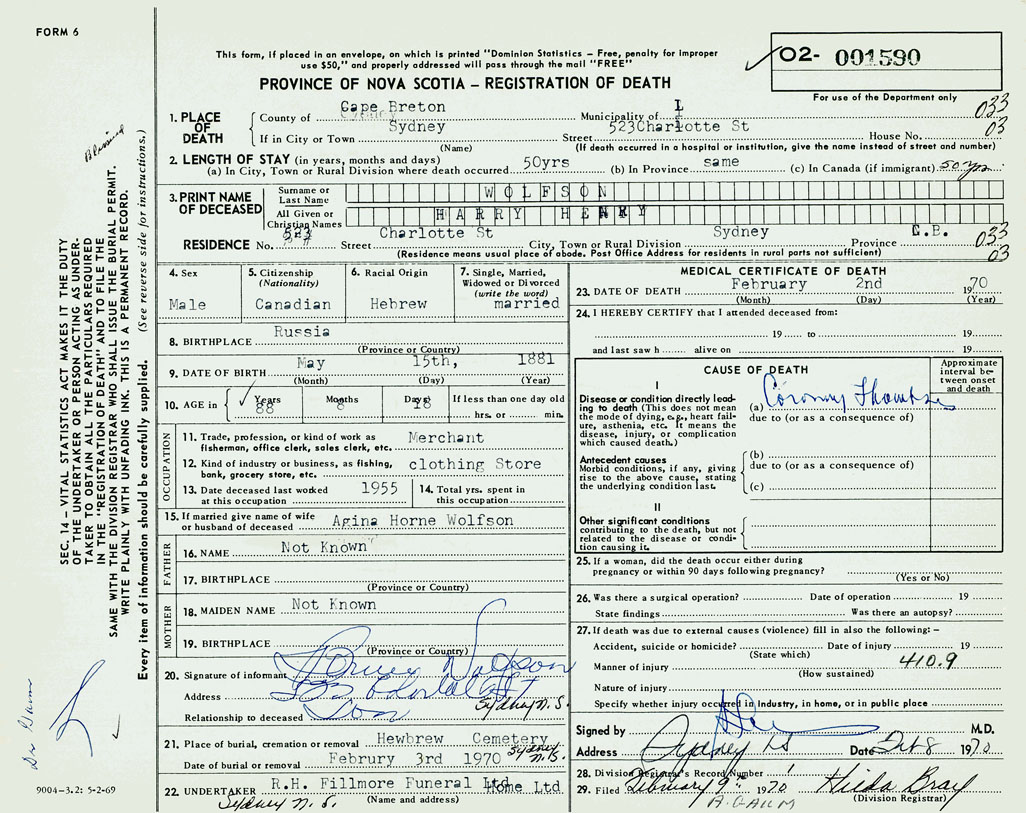 FORM 6
This form, if placed in an envelope, on which is printed "Dominion Statistics – Free, penalty for improper
use $50," and properly addressed will pass through the mail "FREE"
O2- 001590
PROVINCE OF NOVA SCOTIA – REGISTRATION OF DEATH
For use of the Department only
1. PLACE OF DEATH
County of Cape Breton Municipality of 033
If in City or Town Sydney Street 523Charlotte St House No. 03
(Name) (If death occurred in a hospital or institution, give the name instead of street and number)
2. LENGTH OF STAY (in years, months and days)
(a) In City, Town or Rural Division where death occurred 50yrs (b) In Province same (c) In Canada (if immigrant) 50 yrs
3. PRINT NAME OF DECEASED
Surname or Last Name WOLFSON
All Given or Christian Names HARRY HENRY
RESIDENCE No. 523 Street Charlotte St City, Town or Rural Division Sydney Province C.B. 033
(Residence means usual place of abode. Post Office Address for residents in rural parts not sufficient) 03
4. Sex
Male
5. Citizenship
(Nationality)
Canadian
6. Racial Origin
Hebrew
7. Single, Married,
Widowed or Divorced
(write the word)
married
8. BIRTHPLACE Russia
(Province or Country)
9. DATE OF BIRTH May 15th, 1881
(Month) (Day) (Year)
10. AGE in Years 88 Months 8 Days 18 If less than one day old
hrs. or min.
OCCUPATION
11. Trade, profession, or kind of work as Merchant
fisherman, office clerk, sales clerk, etc.
12. Kind of industry or business, as fishing, clothing Store
bank, grocery store, etc.
13. Date deceased last worked 1955
at this occupation
14. Total yrs. spent in
this occupation
15. If married give name of wife
or husband of deceased Agina Horne Wolfson
FATHER
16. NAME Not Known
17. BIRTHPLACE
(Province or Country)
MOTHER
18. MAIDEN NAME Not Known
19. BIRTHPLACE
(Province or Country)
20. Signature of informant Wolfson
Address Sydney N.S.
Relationship to deceased Son
21. Place of burial, cremation or removal Hewbrew Cemetery
Sydney N.S.
Date of burial or removal Februry 3rd 1970
22. UNDERTAKER R.H. Fillmore Funeral Home Ltd
Sydney N.S. (Name and address)
MEDICAL CERTIFICATE OF DEATH
23. DATE OF DEATH February 2nd 1970
(Month) (Day) (Year)
24. I HEREBY CERTIFY that I attended deceased from:
19 to 19
and last saw h alive on 19
CAUSE OF DEATH
Approximate
interval be-
tween onset
and death
I
Disease or condition directly lead-
ing to death (This does not mean
the mode of dying, e.g., heart fail-
ure, asthenia, etc. It means the
disease, injury, or complication
which caused death.)
(a) Coronary
due to (or as a consequence of)
Antecedent causes
Morbid conditions, if any, giving
rise to the above cause, stating
the underlying condition last.
(b)
due to (or as a consequence of)
(c)
II
Other significant conditions
contributing to the death, but not
related to the disease or condi-
tion causing it.
25. If a woman, did the death occur either during
pregnancy or within 90 days following pregnancy?
(Yes or No)
26. Was there a surgical operation? Date of operation 19
State findings Was there an autopsy?
27. If death was due to external causes (violence) fill in also the following: –
Accident, suicide or homicide? Date of injury 19
(State which)
Manner of injury 410.9
(How sustained)
Nature of injury
Specify whether injury occurred in Industry, in home, or in public place
Signed by M.D.
Address Sydney NS Date Feb 8 1970
28. Division Registrar's Record Number
29. Filed February 9th 1970 Hilda Bray
(Division Registrar)
SEC. 14 – VITAL STATISTICS ACT MAKES IT THE DUTY
OF THE UNDERTAKER OR PERSON ACTING AS UNDER-
TAKER TO OBTAIN ALL THE PARTICULARS REQUIRED
IN THE "REGISTRATION OF DEATH" AND TO FILE THE
SAME WITH THE DIVISION REGISTRAR WHO SHALL ISSUE THE BURIAL PERMIT.
WRITE PLAINLY WITH UNFADING INK. THIS IS A PERMANENT RECORD.
Every item of information should be carefully supplied. (See reverse side for instructions.)
9004-3.2: 5-2-69